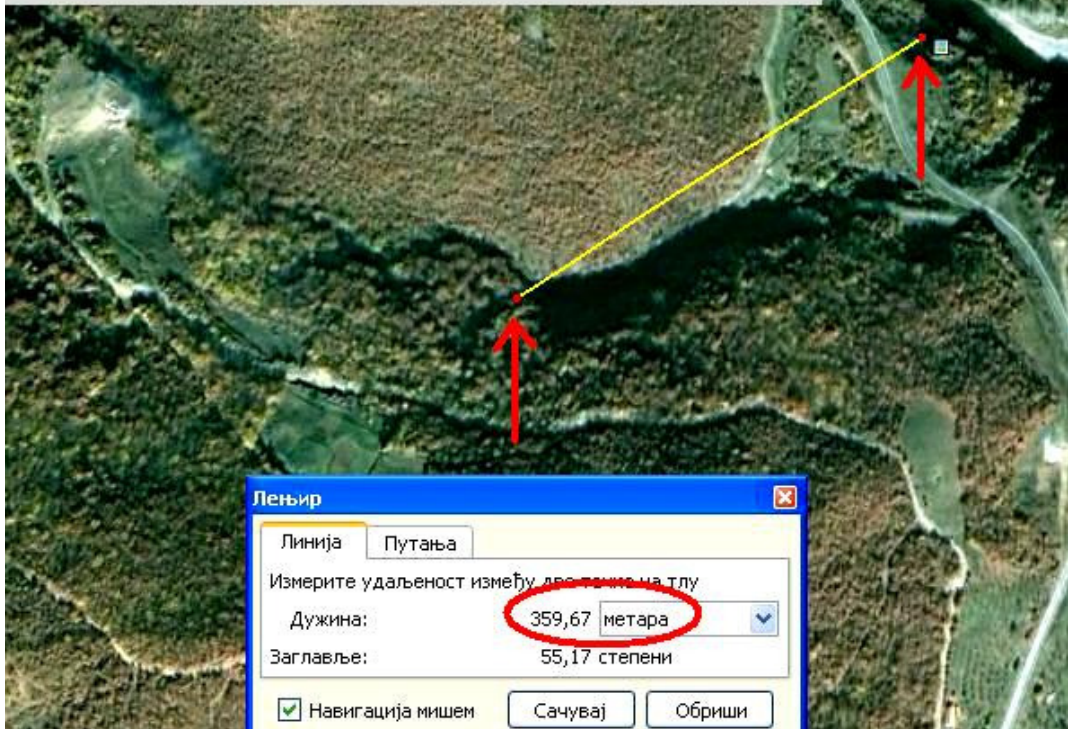 Лењир
Линија Путања
Измерите удаљеност између две тачке на тлу
Дужина: 359,67 метара
Заглавље: 55,17 степени
Навигација мишем Сачувај Обриши